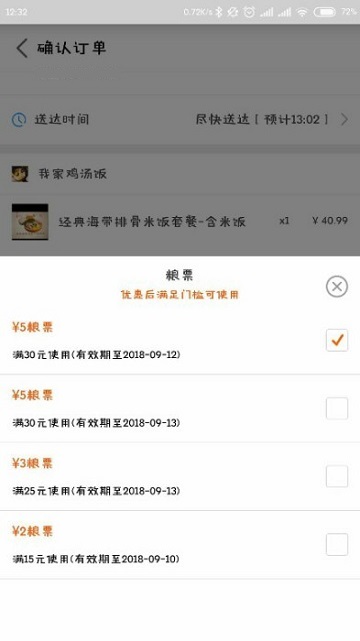 12:32
0.72K/s
72%
确认订单
送达时间
尽快送达 [ 预计13:02 ]
我家鸡汤饭
经典海带排骨米饭套餐-含米饭 x1 ¥ 40.99
粮票
优惠后满足门槛可使用
¥5粮票
满30元使用(有效期至2018-09-12)
¥5粮票
满30元使用(有效期至2018-09-13)
¥3粮票
满25元使用(有效期至2018-09-13)
¥2粮票
满15元使用(有效期至2018-09-10)